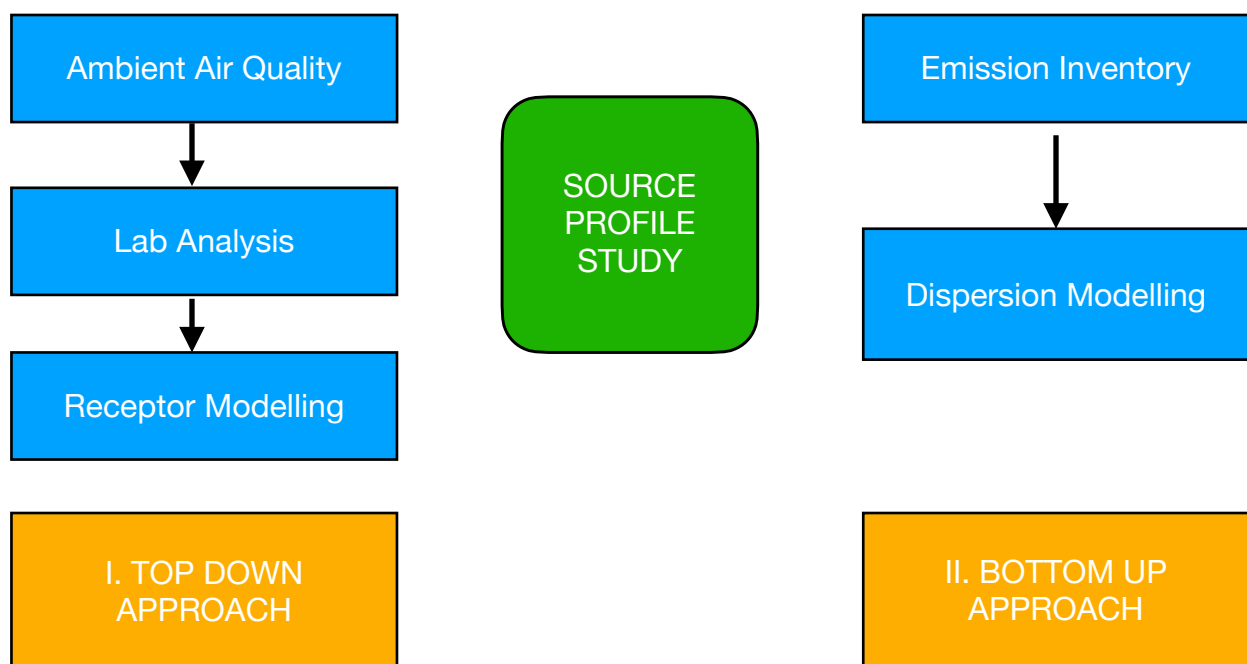 Ambient Air Quality
Lab Analysis
Receptor Modelling
I. TOP DOWN
APPROACH
SOURCE
PROFILE
STUDY
Emission Inventory
Dispersion Modelling
II. BOTTOM UP
APPROACH